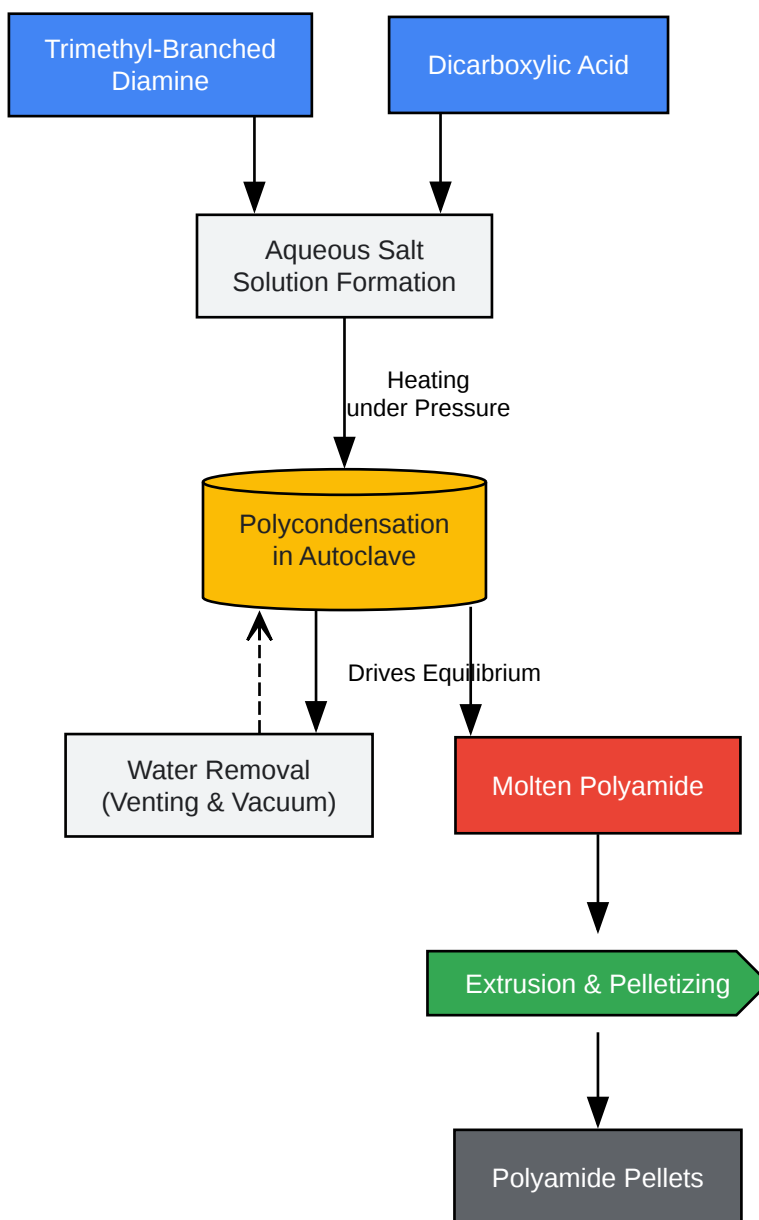 Trimethyl-Branched
Diamine
Dicarboxylic Acid
Aqueous Salt
Solution Formation
Heating
under Pressure
Polycondensation
in Autoclave
Drives Equilibrium
Water Removal
(Venting & Vacuum)
Molten Polyamide
Extrusion & Pelletizing
Polyamide Pellets